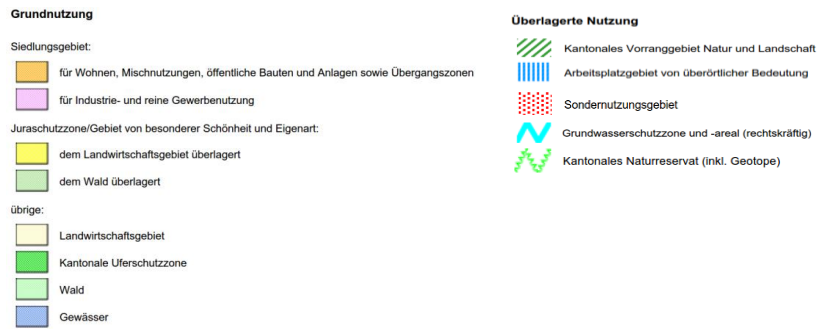 Grundnutzung
Siedlungsgebiet:
für Wohnen, Mischnutzungen, öffentliche Bauten und Anlagen sowie Übergangszonen
für Industrie- und reine Gewerbenutzung
Juraschutzzone/Gebiet von besonderer Schönheit und Eigenart:
dem Landwirtschaftsgebiet überlagert
dem Wald überlagert
übrige:
Landwirtschaftsgebiet
Kantonale Uferschutzzone
Wald
Gewässer
Überlagerte Nutzung
Kantonales Vorranggebiet Natur und Landschaft
Arbeitsplatzgebiet von überörtlicher Bedeutung
Sondernutzungsgebiet
Grundwasserschutzzone und -areal (rechtskräftig)
Kantonales Naturreservat (inkl. Geotope)